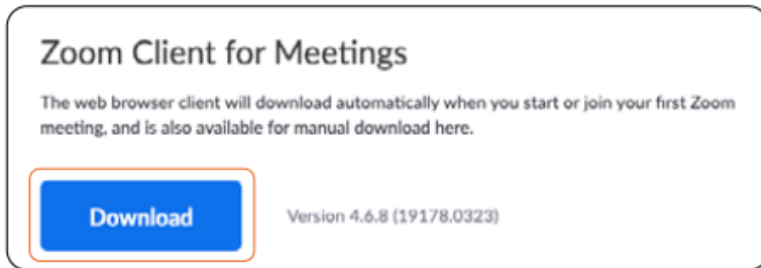 Zoom Client for Meetings
The web browser client will download automatically when you start or join your first Zoom
meeting, and is also available for manual download here.
Download
Version 4.6.8 (19178.0323)